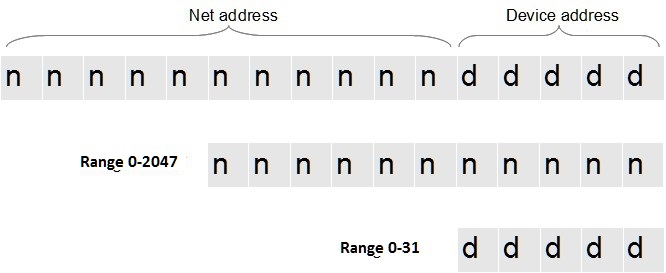 Net address Device address
n n n n n n n n n n n d d d d d
Range 0-2047 n n n n n n n n n n n
Range 0-31 d d d d d